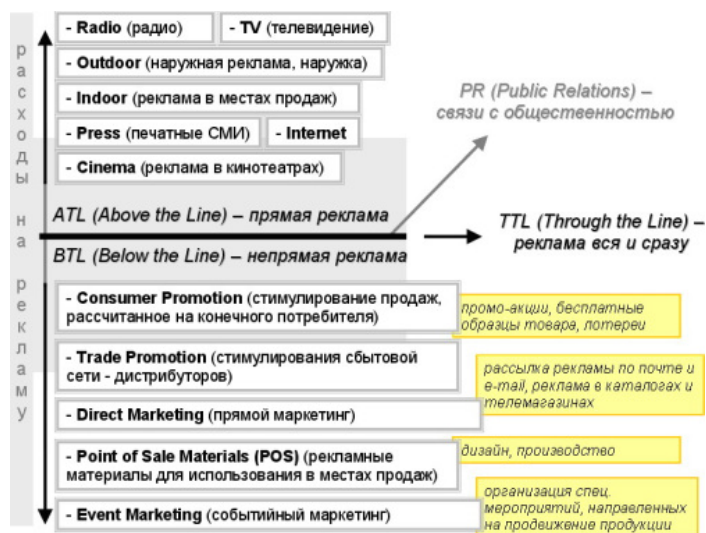 расходы на рекламу
- Radio (радио)
- TV (телевидение)
- Outdoor (наружная реклама, наружка)
- Indoor (реклама в местах продаж)
- Press (печатные СМИ)
- Internet
- Cinema (реклама в кинотеатрах)
PR (Public Relations) –
связи с общественностью
ATL (Above the Line) – прямая реклама
TTL (Through the Line) –
реклама вся и сразу
BTL (Below the Line) – непрямая реклама
- Consumer Promotion (стимулирование продаж,
рассчитанное на конечного потребителя)
промо-акции, бесплатные
образцы товара, лотереи
- Trade Promotion (стимулирования сбытовой
сети - дистрибуторов)
рассылка рекламы по почте и
e-mail, реклама в каталогах и
телемагазинах
- Direct Marketing (прямой маркетинг)
- Point of Sale Materials (POS) (рекламные
материалы для использования в местах продаж)
дизайн, производство
- Event Marketing (событийный маркетинг)
организация спец.
мероприятий, направленных
на продвижение продукции